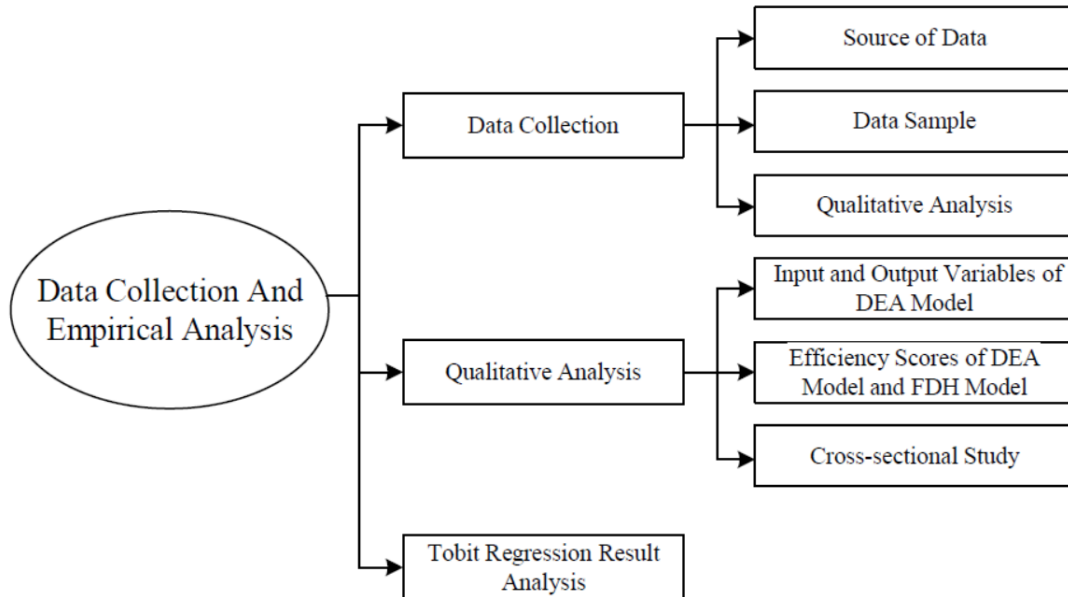 Data Collection And
Empirical Analysis
Data Collection
Source of Data
Data Sample
Qualitative Analysis
Qualitative Analysis
Input and Output Variables of
DEA Model
Efficiency Scores of DEA
Model and FDH Model
Cross-sectional Study
Tobit Regression Result
Analysis